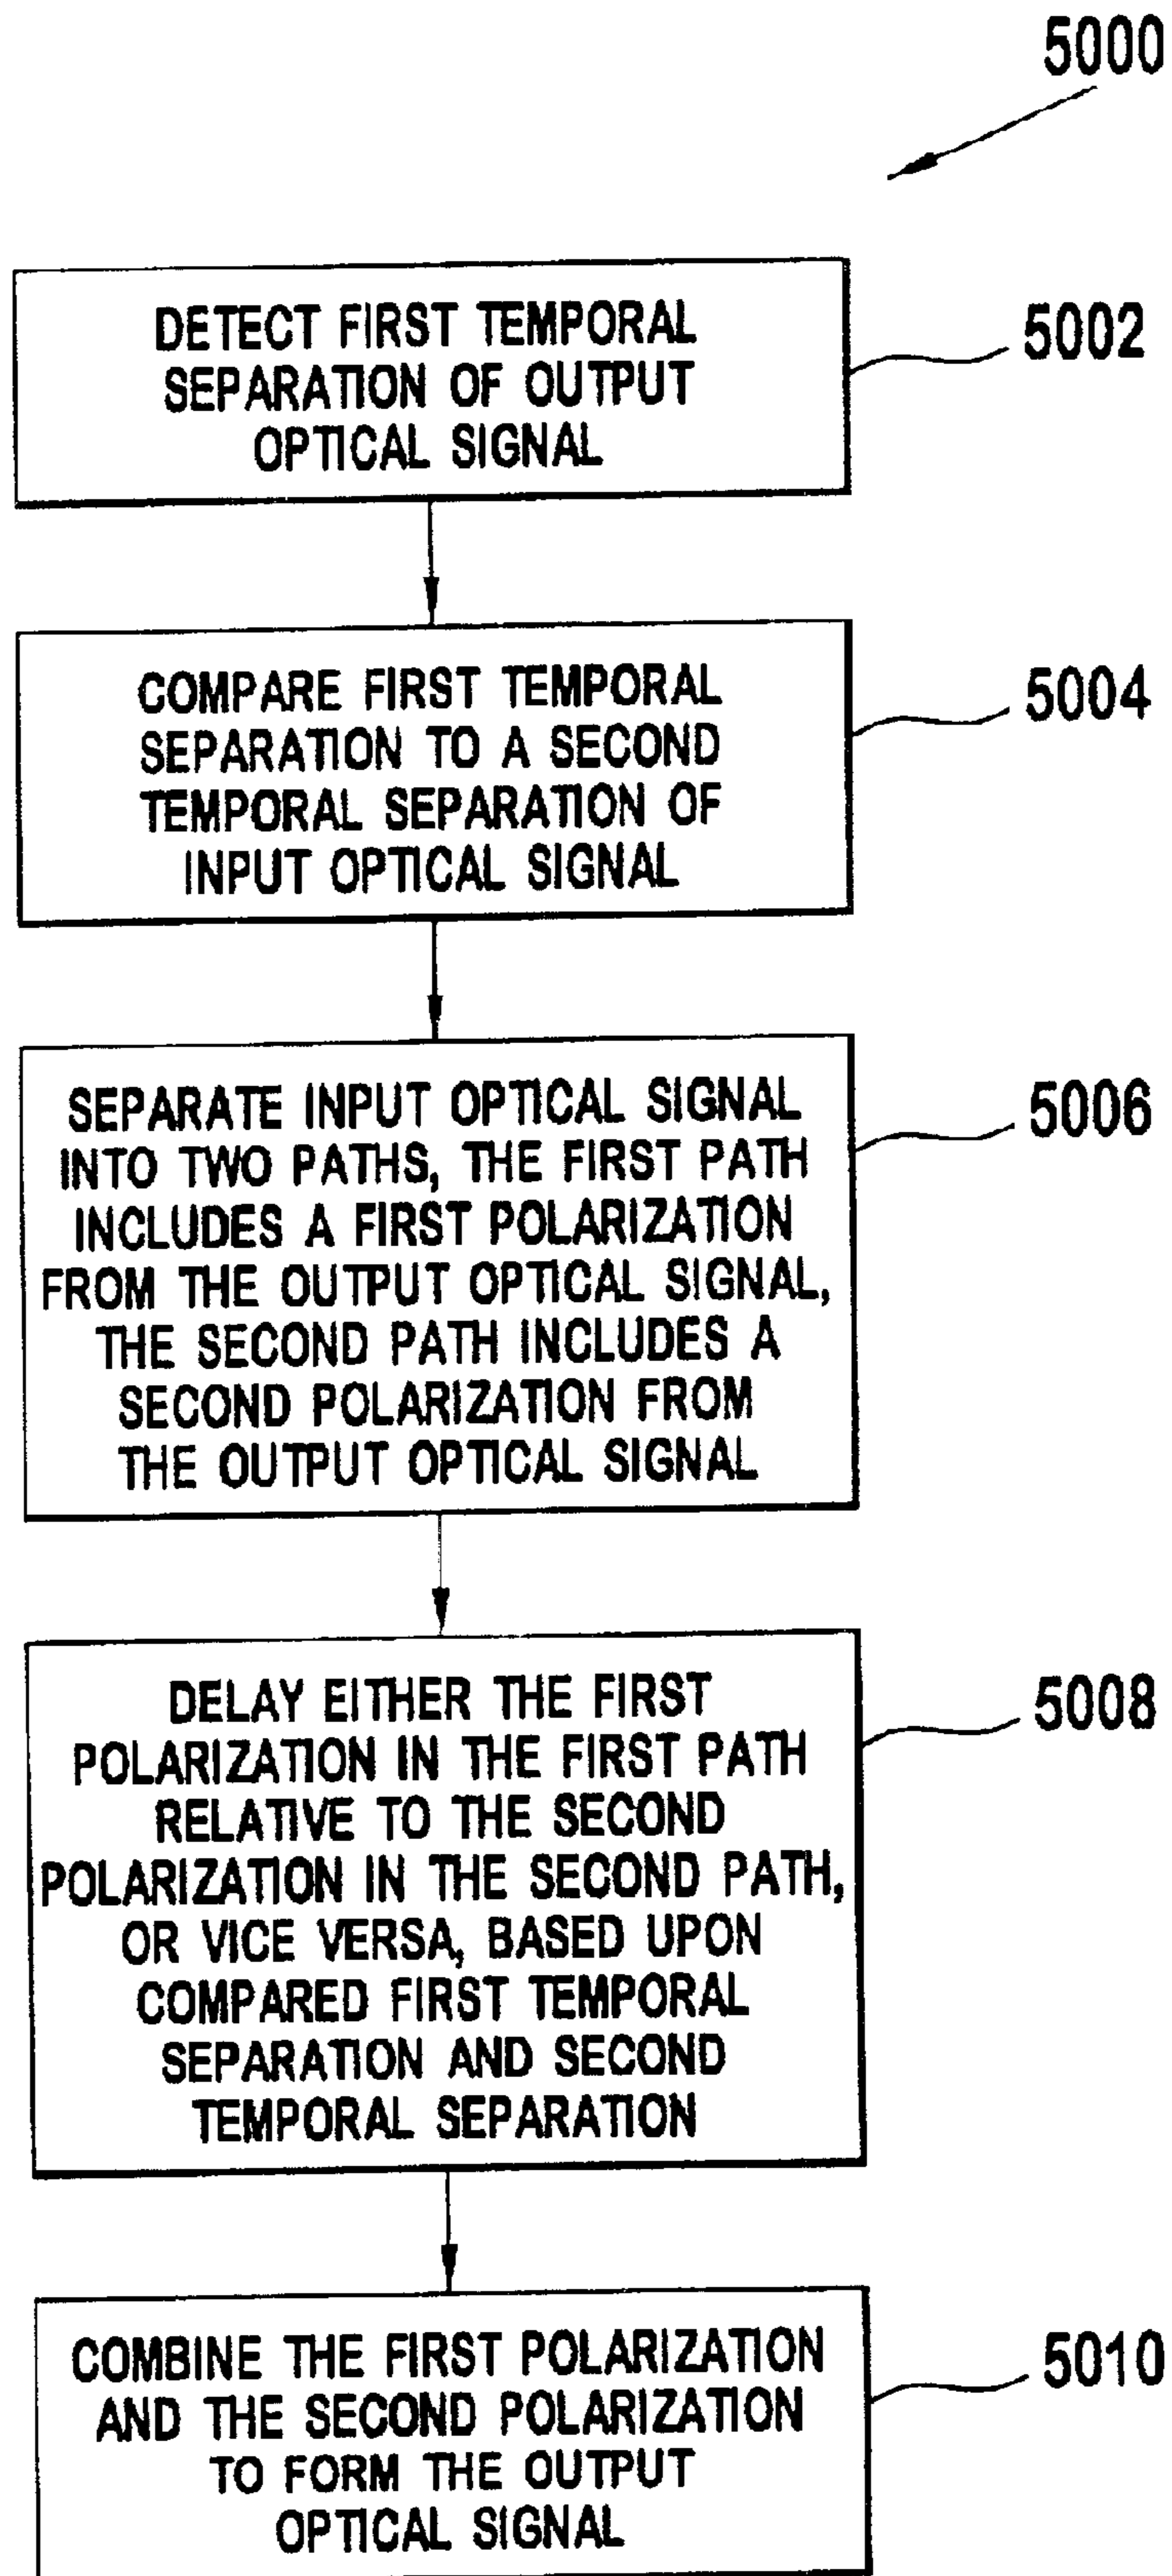 5000
DETECT FIRST TEMPORAL
SEPARATION OF OUTPUT
OPTICAL SIGNAL
5002
COMPARE FIRST TEMPORAL
SEPARATION TO A SECOND
TEMPORAL SEPARATION OF
INPUT OPTICAL SIGNAL
5004
SEPARATE INPUT OPTICAL SIGNAL
INTO TWO PATHS, THE FIRST PATH
INCLUDES A FIRST POLARIZATION
FROM THE OUTPUT OPTICAL SIGNAL,
THE SECOND PATH INCLUDES A
SECOND POLARIZATION FROM
THE OUTPUT OPTICAL SIGNAL
5006
DELAY EITHER THE FIRST
POLARIZATION IN THE FIRST PATH
RELATIVE TO THE SECOND
POLARIZATION IN THE SECOND PATH,
OR VICE VERSA, BASED UPON
COMPARED FIRST TEMPORAL
SEPARATION AND SECOND
TEMPORAL SEPARATION
5008
COMBINE THE FIRST POLARIZATION
AND THE SECOND POLARIZATION
TO FORM THE OUTPUT
OPTICAL SIGNAL
5010